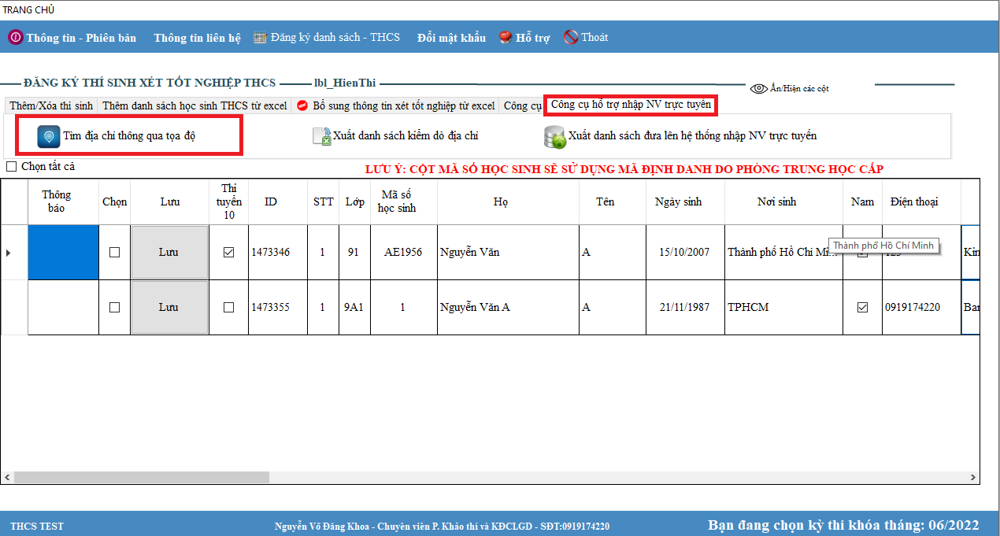 TRANG CHỦ
Thông tin - Phiên bản Thông tin liên hệ Đăng ký danh sách - THCS Đổi mật khẩu Hỗ trợ Thoát
ĐĂNG KÝ THÍ SINH XÉT TỐT NGHIỆP THCS lbl_HienThi
Ẩn/Hiện các cột
Thêm/Xóa thí sinh Thêm danh sách học sinh THCS từ excel Bổ sung thông tin xét tốt nghiệp từ excel Công cụ Công cụ hỗ trợ nhập NV trực tuyến
Tìm địa chỉ thông qua tọa độ Xuất danh sách kiểm dò địa chỉ Xuất danh sách đưa lên hệ thống nhập NV trực tuyến
Chọn tất cả LƯU Ý: CỘT MÃ SỐ HỌC SINH SẼ SỬ DỤNG MÃ ĐỊNH DANH DO PHÒNG TRUNG HỌC CẤP
Thông báo Chọn Lưu Thi tuyển 10 ID STT Lớp Mã số học sinh Họ Tên Ngày sinh Nơi sinh Nam Điện thoại
Thành phố Hồ Chí Minh
Lưu 1473346 1 91 AE1956 Nguyễn Văn A 15/10/2007 Thành phố Hồ Chí Mi...
Lưu 1473355 1 9A1 1 Nguyễn Văn A A 21/11/1987 TPHCM 0919174220
THCS TEST Nguyễn Võ Đăng Khoa - Chuyên viên P. Khảo thí và KĐCLGD - SĐT:0919174220 Bạn đang chọn kỳ thi khóa tháng: 06/2022